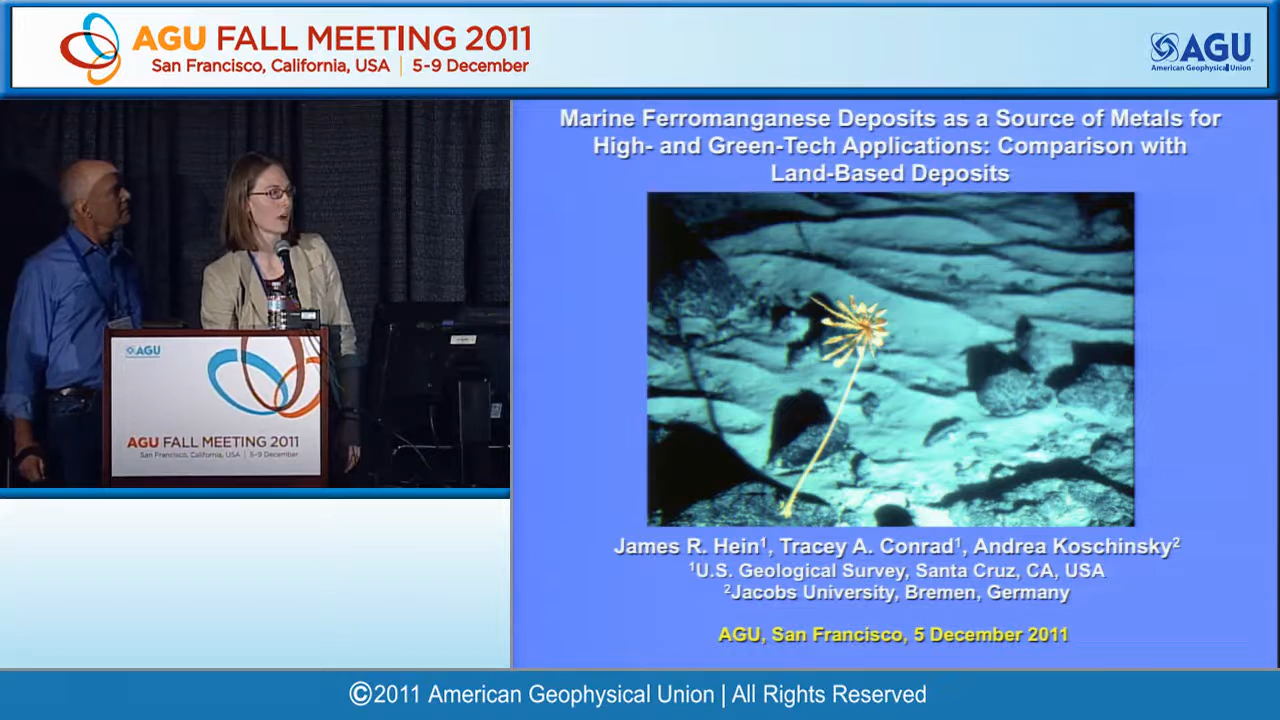 AGU FALL MEETING 2011
San Francisco, California, USA | 5-9 December
AGU
American Geophysical Union
Marine Ferromanganese Deposits as a Source of Metals for
High- and Green-Tech Applications: Comparison with
Land-Based Deposits
AGU
AGU FALL MEETING 2011
San Francisco, California, USA | 5-9 December
James R. Hein¹, Tracey A. Conrad¹, Andrea Koschinsky²
¹U.S. Geological Survey, Santa Cruz, CA, USA
²Jacobs University, Bremen, Germany
AGU, San Francisco, 5 December 2011
©2011 American Geophysical Union | All Rights Reserved